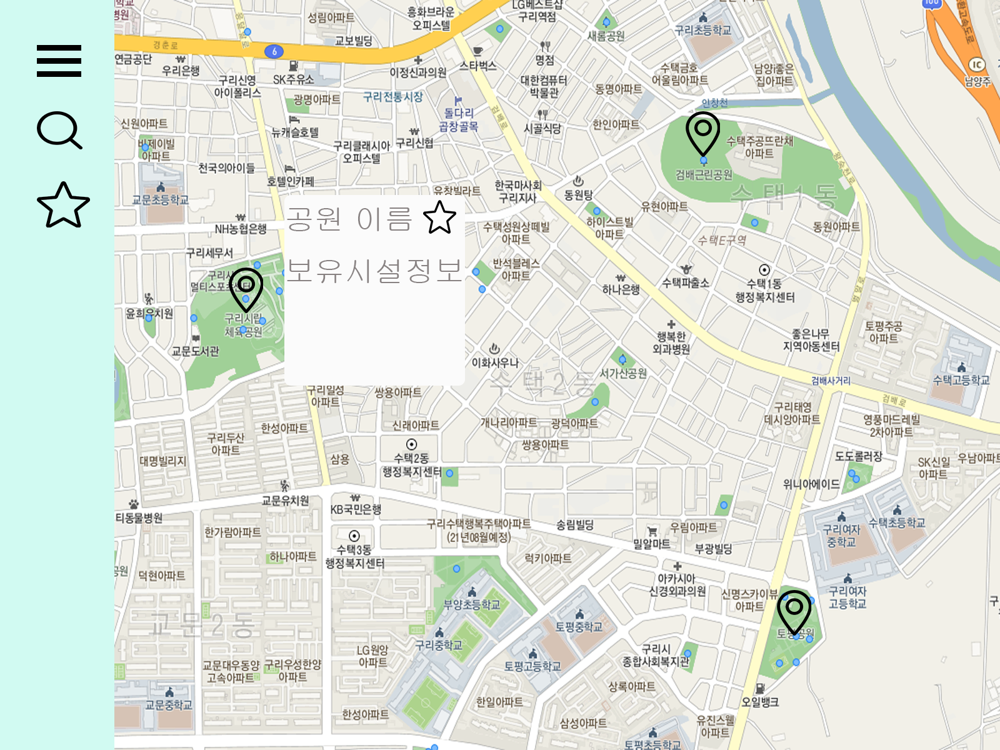 LG베스트샵
구리역점
흥화브라운
오피스텔
성림아파트
교보빌딩
경춘로
6
연금공단
우리은행
SK주유소
구리신영
아이폴리스
이정신과의원
스타벅스
명점
새롬공원
구리초등학교
수택금호
어울림아파트
남양i좋은
집아파트
IC
남양주
100
대한컴퓨터
박물관
동명아파트
인창천
광명아파트
구리전통시장
돌다리
곱창골목
검배로
시골식당
한인아파트
신원아파트
뉴캐슬호텔
구리클래시아
오피스텔
구리신협
비제이빌
아파트
천국의아이들
호텔인카페
수택주공뜨란채
아파트
검배근린공원
왕숙천로
교문초등학교
유창빌라트
한국마사회
구리지사
동원탕
수택1동
유현아파트
NH농협은행
공원 이름
수택성원상떼빌
아파트
하이스트빌
아파트
동원아파트
수택E구역
구리세무서
보유시설정보
반석블레스
아파트
하나은행
수택파출소
수택1동
행정복지센터
벌말로
멀티스포츠센터
윤희유치원
구리시립
체육공원
교문도서관
행복한
외과병원
좋은나무
지역아동센터
토평주공
아파트
이화사우나
서가산공원
수택2동
검배사거리
수택고등학교
검배로
구리일성
아파트
쌍용아파트
구리태영
데시앙아파트
영풍마드레빌
2차아파트
한성아파트
신래아파트
개나리아파트
광덕아파트
구리두산
아파트
쌍용아파트
대명빌리지
삼용
수택2동
행정복지센터
도도롤러장
SK신일
아파트
우남아파트
위니아에이드
교문유치원
KB국민은행
티동물병원
구리수택행복주택아파트
(21년08월예정)
송림빌딩
우림아파트
밀알마트
부광빌딩
수택초등학교
구리여자
중학교
한가람아파트
하나아파트
수택3동
행정복지센터
럭키아파트
덕현아파트
아카시아
신경외과의원
신명스카이뷰
아파트
구리여자
고등학교
부양초등학교
교문2동
토평중학교
토평공원
구리중학교
LG원앙
아파트
구리시
종합사회복지관
교문대우동양
고속아파트
구리우성한양
아파트
토평고등학교
상록아파트
교문중학교
한일아파트
오일뱅크
한성아파트
삼성아파트
유진스웰
아파트
토평초등학교